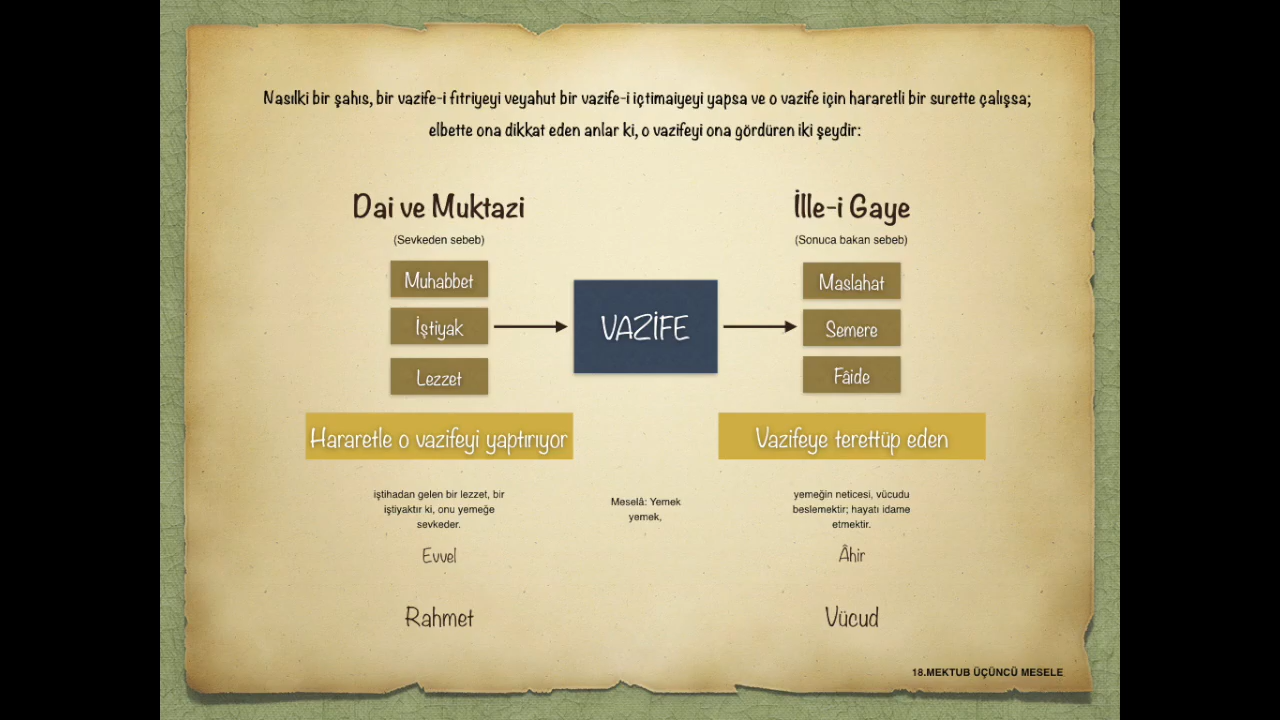 Nasılki bir şahıs, bir vazife-i fıtriyeyi veyahut bir vazife-i içtimaiyeyi yapsa ve o vazife için hararetli bir surette çalışsa;
elbette ona dikkat eden anlar ki, o vazifeyi ona gördüren iki şeydir:
Dai ve Muktazi
(Sevkeden sebeb)
Muhabbet
İştiyak
Lezzet
Hararetle o vazifeyi yaptırıyor
iştihadan gelen bir lezzet, bir
iştiyaktır ki, onu yemeğe
sevkeder.
Evvel
Rahmet
VAZİFE
Meselâ: Yemek
yemek,
İlle-i Gaye
(Sonuca bakan sebeb)
Maslahat
Semere
Fâide
Vazifeye terettüp eden
yemeğin neticesi, vücudu
beslemektir; hayatı idame
etmektir.
Âhir
Vücud
18.MEKTUB ÜÇÜNCÜ MESELE